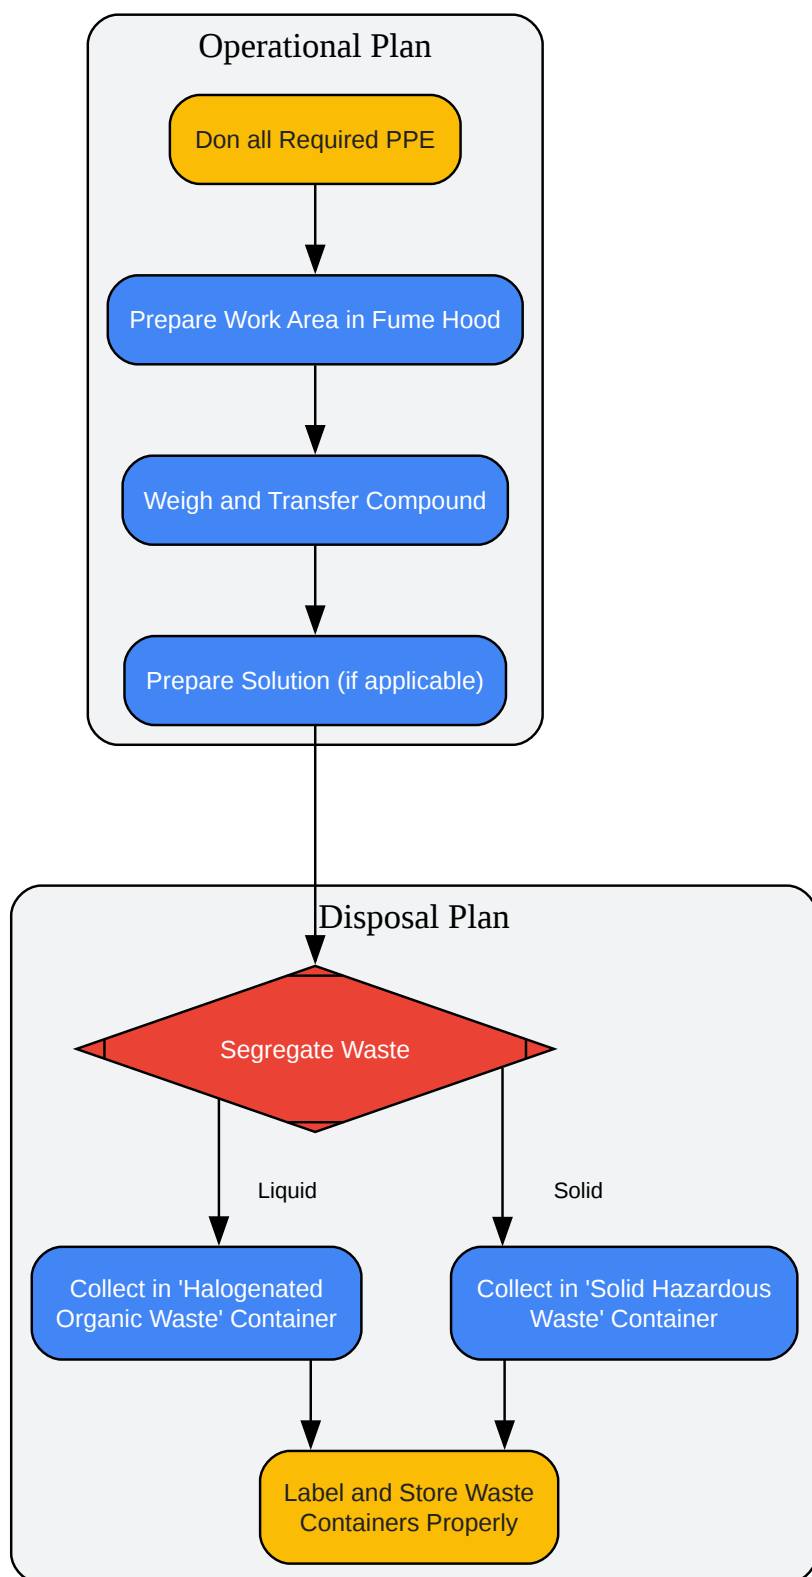 Operational Plan
Don all Required PPE
Prepare Work Area in Fume Hood
Weigh and Transfer Compound
Prepare Solution (if applicable)
Disposal Plan
Segregate Waste
Liquid
Solid
Collect in 'Halogenated
Organic Waste' Container
Collect in 'Solid Hazardous
Waste' Container
Label and Store Waste
Containers Properly